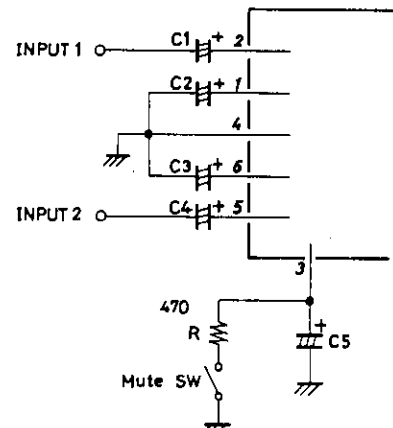 INPUT 1
C1
+
2
C2
+
1
4
C3
+
6
INPUT 2
C4
+
5
3
470
R
+
C5
Mute SW